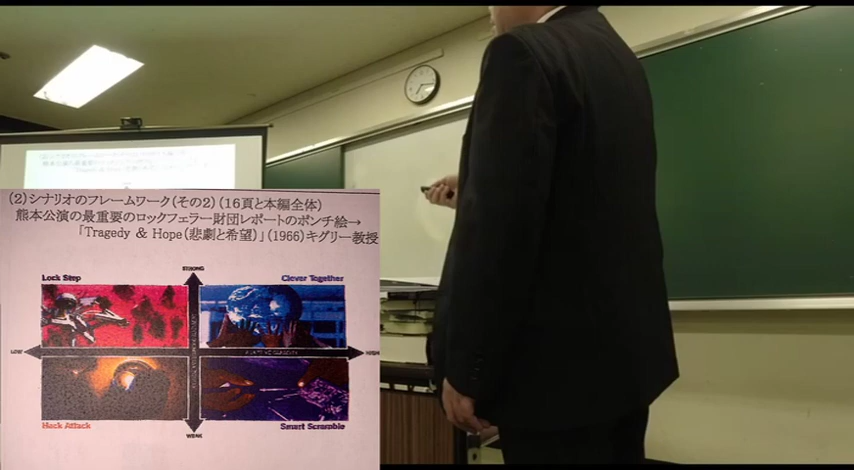 (2)シナリオのフレームワーク(その2)(16頁と本編全体)
熊本公演の最重要のロックフェラー財団レポートのポンチ絵→
「Tragedy & Hope(悲劇と希望)」(1966)キグリー教授
STRONG
Lock Step
Clever Together
LOW
ADAPTIVE CAPACITY
HIGH
Hack Attack
Smart Scramble
WEAK